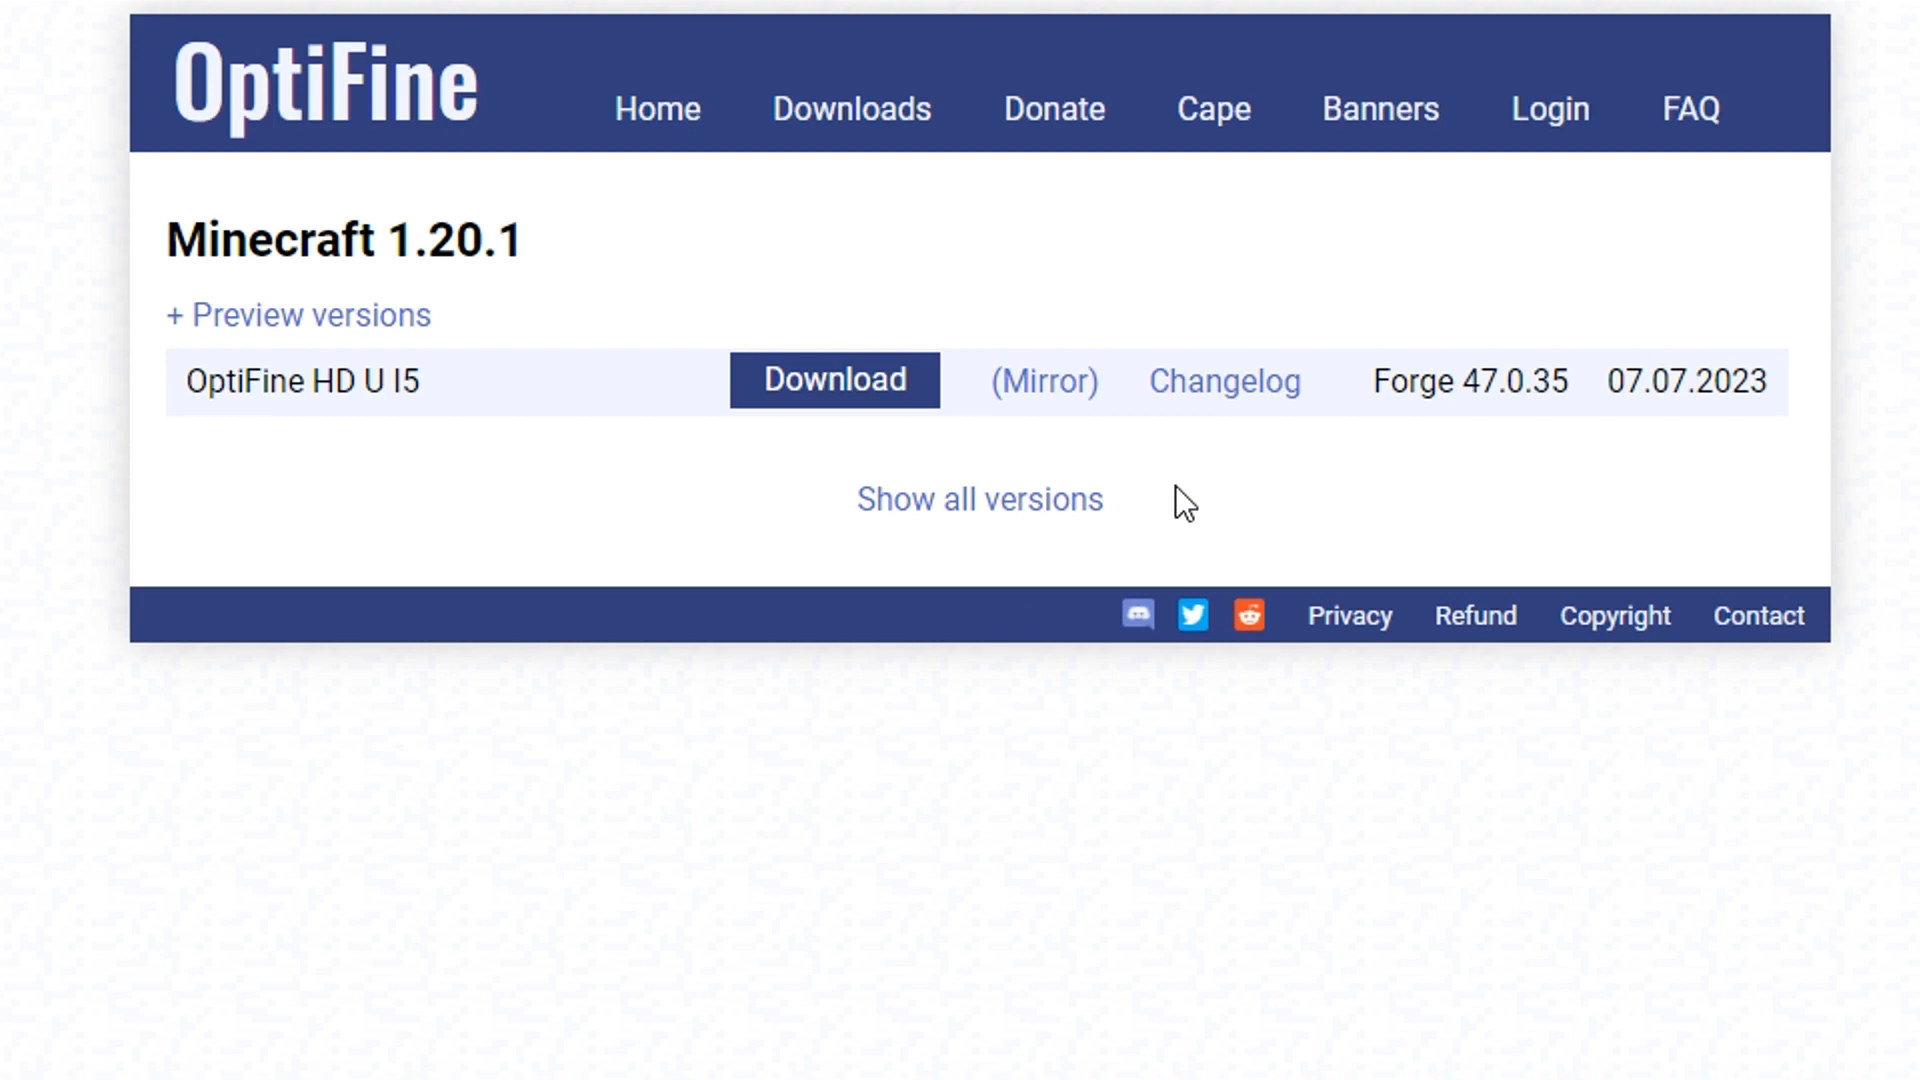 OptiFine
Home Downloads Donate Cape Banners Login FAQ
Minecraft 1.20.1
+ Preview versions
OptiFine HD U I5 Download (Mirror) Changelog Forge 47.0.35 07.07.2023
Show all versions
Privacy Refund Copyright Contact